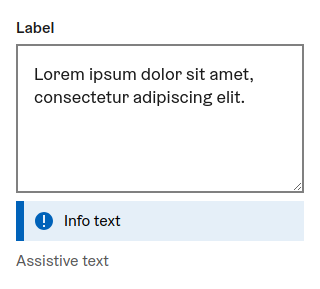 Label
Lorem ipsum dolor sit amet,
consectetur adipiscing elit.
Info text
Assistive text